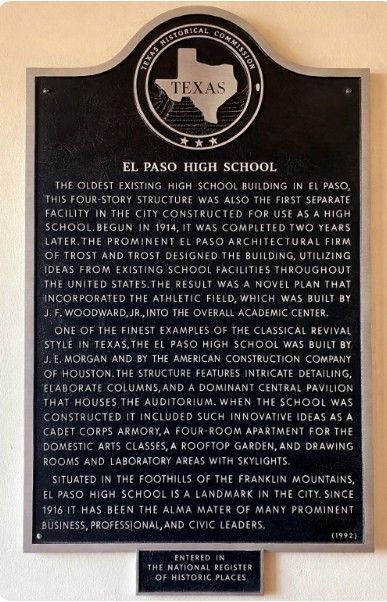 TEXAS HISTORICAL COMMISSION
TEXAS
EL PASO HIGH SCHOOL
THE OLDEST EXISTING HIGH SCHOOL BUILDING IN EL PASO,
THIS FOUR-STORY STRUCTURE WAS ALSO THE FIRST SEPARATE
FACILITY IN THE CITY CONSTRUCTED FOR USE AS A HIGH
SCHOOL. BEGUN IN 1914, IT WAS COMPLETED TWO YEARS
LATER. THE PROMINENT EL PASO ARCHITECTURAL FIRM
OF TROST AND TROST DESIGNED THE BUILDING, UTILIZING
IDEAS FROM EXISTING SCHOOL FACILITIES THROUGHOUT
THE UNITED STATES. THE RESULT WAS A NOVEL PLAN THAT
INCORPORATED THE ATHLETIC FIELD, WHICH WAS BUILT BY
J. F. WOODWARD, JR., INTO THE OVERALL ACADEMIC CENTER.
ONE OF THE FINEST EXAMPLES OF THE CLASSICAL REVIVAL
STYLE IN TEXAS, THE EL PASO HIGH SCHOOL WAS BUILT BY
J. E. MORGAN AND BY THE AMERICAN CONSTRUCTION COMPANY
OF HOUSTON. THE STRUCTURE FEATURES INTRICATE DETAILING,
ELABORATE COLUMNS, AND A DOMINANT CENTRAL PAVILION
THAT HOUSES THE AUDITORIUM. WHEN THE SCHOOL WAS
CONSTRUCTED IT INCLUDED SUCH INNOVATIVE IDEAS AS A
CADET CORPS ARMORY, A FOUR-ROOM APARTMENT FOR THE
DOMESTIC ARTS CLASSES, A ROOFTOP GARDEN, AND DRAWING
ROOMS AND LABORATORY AREAS WITH SKYLIGHTS.
SITUATED IN THE FOOTHILLS OF THE FRANKLIN MOUNTAINS,
EL PASO HIGH SCHOOL IS A LANDMARK IN THE CITY. SINCE
1916 IT HAS BEEN THE ALMA MATER OF MANY PROMINENT
BUSINESS, PROFESSIONAL, AND CIVIC LEADERS.
(1992)
ENTERED IN
THE NATIONAL REGISTER
OF HISTORIC PLACES